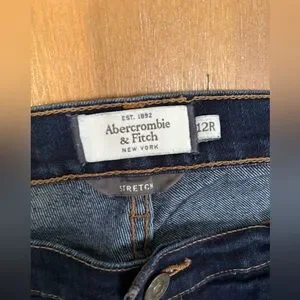 EST. 1892
Abercrombie
& Fitch
NEW YORK
12R
STRETCH